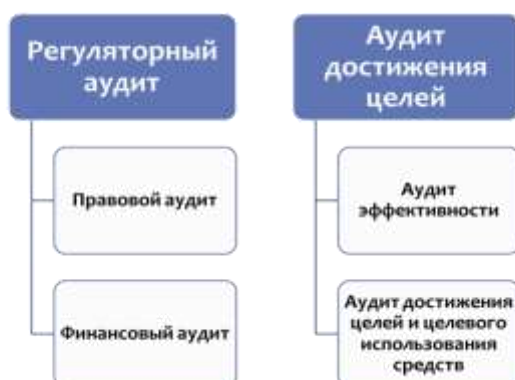 Регуляторный
аудит
Правовой аудит
Финансовый аудит
Аудит
достижения
целей
Аудит
эффективности
Аудит достижения
целей и целевого
использования
средств